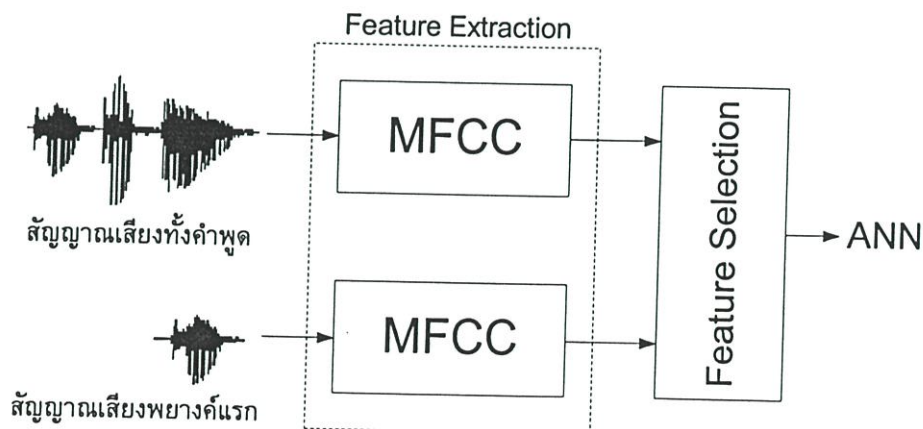 Feature Extraction
MFCC
สัญญาณเสียงทั้งคำพูด
Feature Selection
ANN
MFCC
สัญญาณเสียงพยางค์แรก